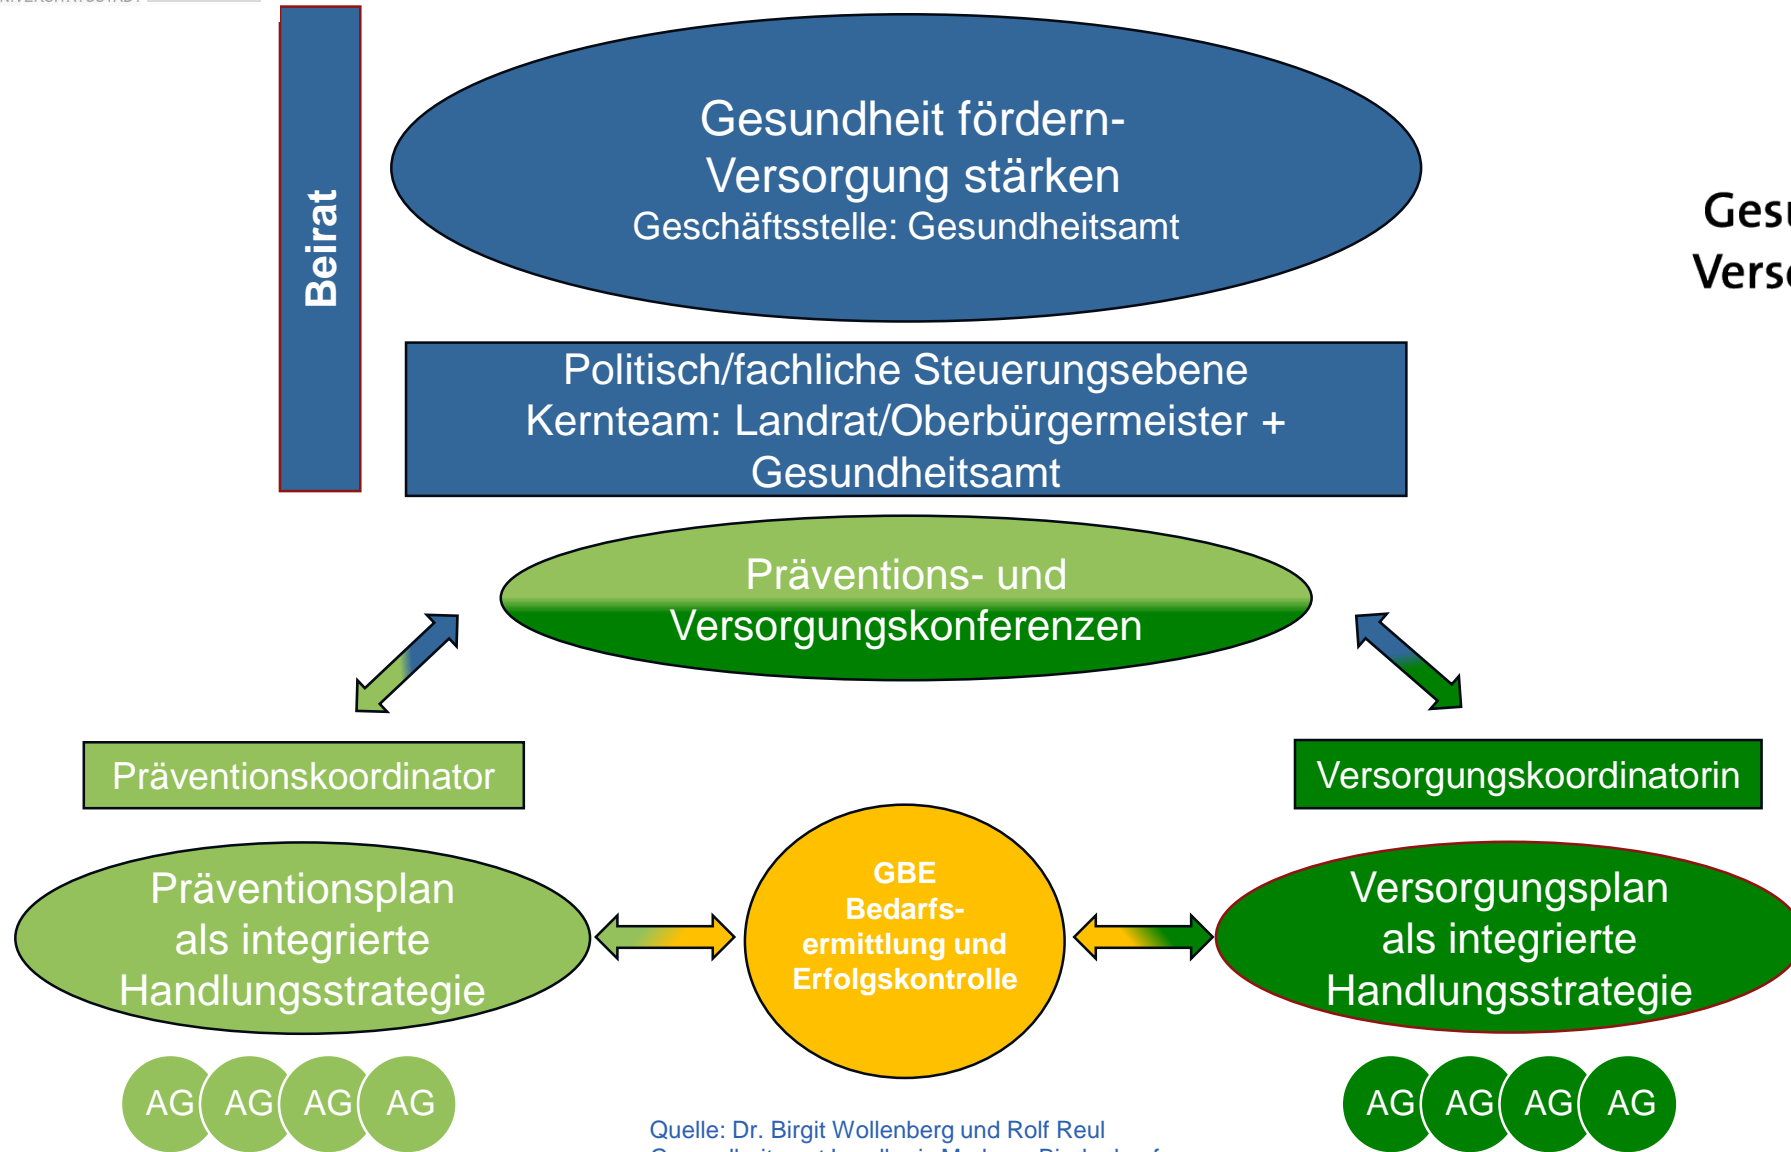 Beirat
Gesundheit fördern-
Versorgung stärken
Geschäftsstelle: Gesundheitsamt
Politisch/fachliche Steuerungsebene
Kernteam: Landrat/Oberbürgermeister +
Gesundheitsamt
Präventions- und
Versorgungskonferenzen
Präventionskoordinator
Versorgungskoordinatorin
Präventionsplan
als integrierte
Handlungsstrategie
GBE
Bedarfs-
ermittlung und
Erfolgskontrolle
Versorgungsplan
als integrierte
Handlungsstrategie
AG AG AG AG
AG AG AG AG
Quelle: Dr. Birgit Wollenberg und Rolf Reul